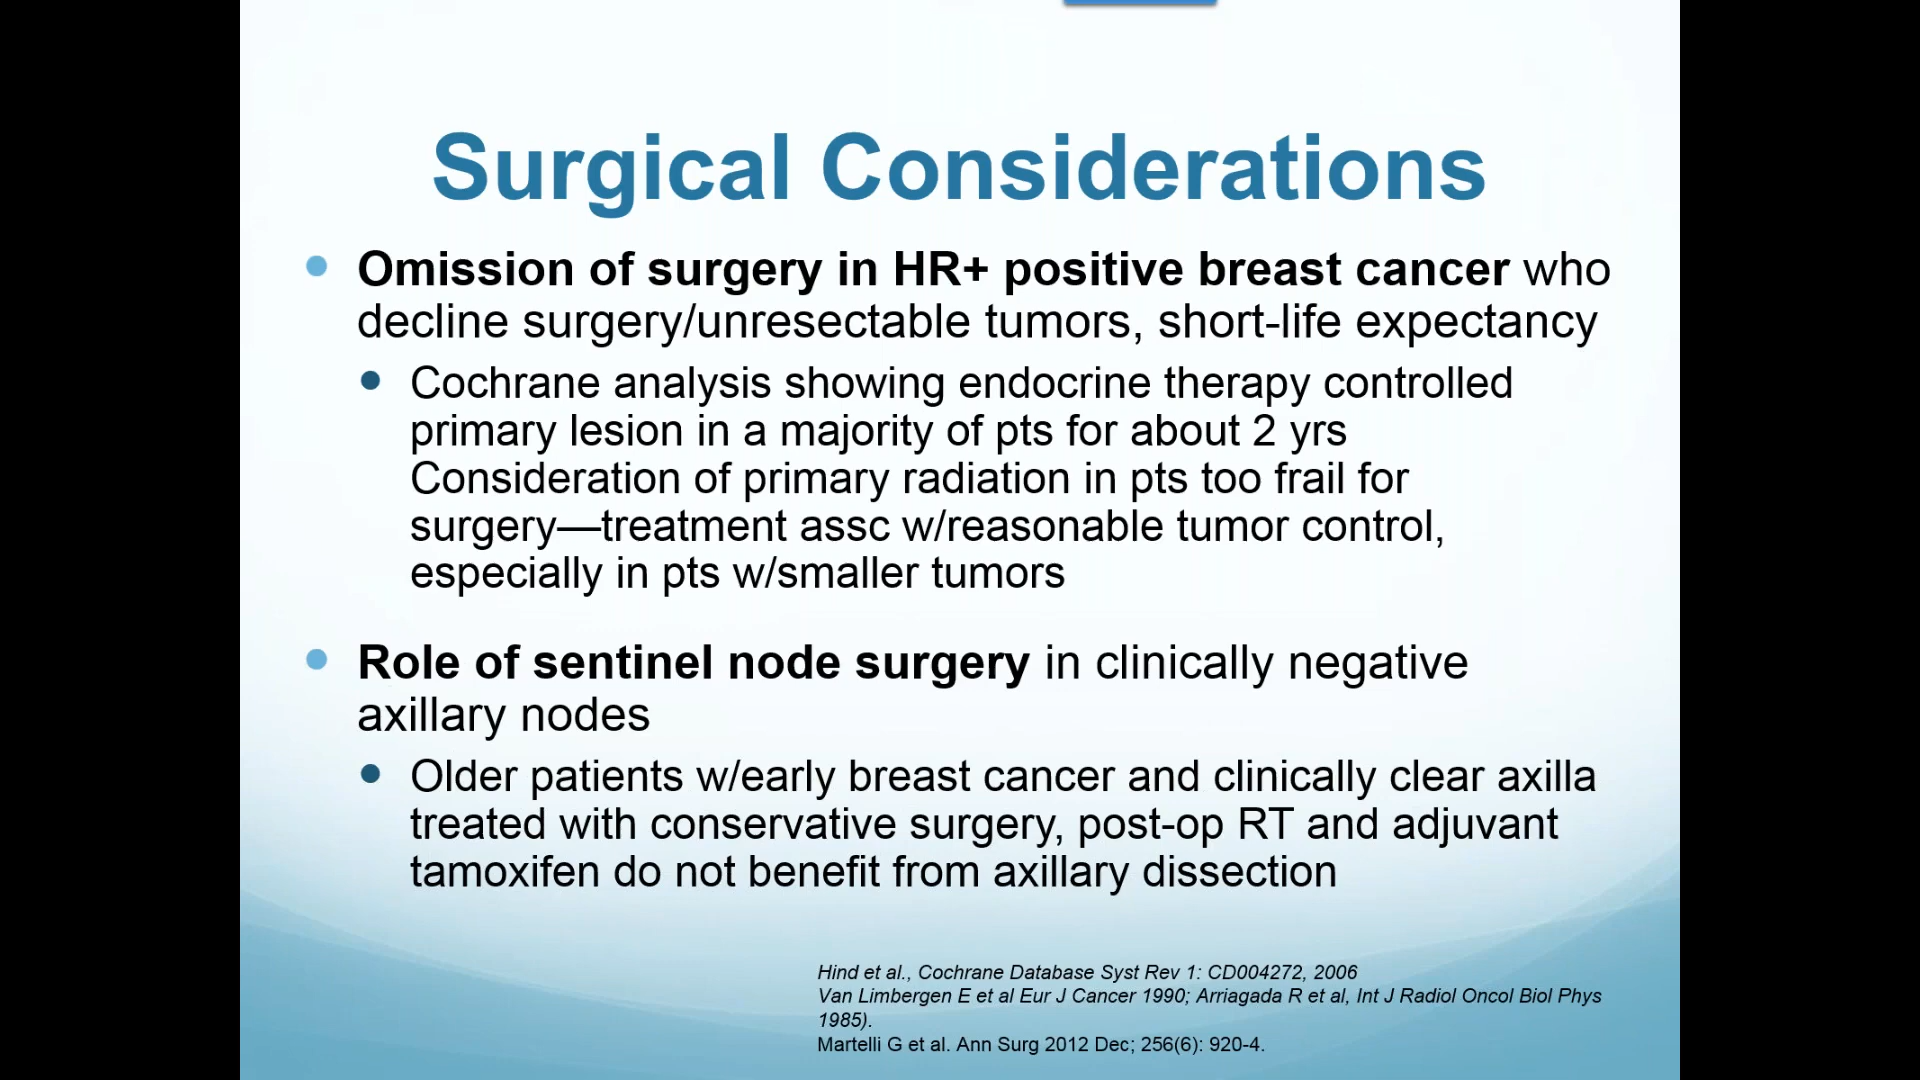 Surgical Considerations
Omission of surgery in HR+ positive breast cancer who
decline surgery/unresectable tumors, short-life expectancy
Cochrane analysis showing endocrine therapy controlled
primary lesion in a majority of pts for about 2 yrs
Consideration of primary radiation in pts too frail for
surgery—treatment assc w/reasonable tumor control,
especially in pts w/smaller tumors
Role of sentinel node surgery in clinically negative
axillary nodes
Older patients w/early breast cancer and clinically clear axilla
treated with conservative surgery, post-op RT and adjuvant
tamoxifen do not benefit from axillary dissection
Hind et al., Cochrane Database Syst Rev 1: CD004272, 2006
Van Limbergen E et al Eur J Cancer 1990; Arriagada R et al, Int J Radiol Oncol Biol Phys
1985).
Martelli G et al. Ann Surg 2012 Dec; 256(6): 920-4.